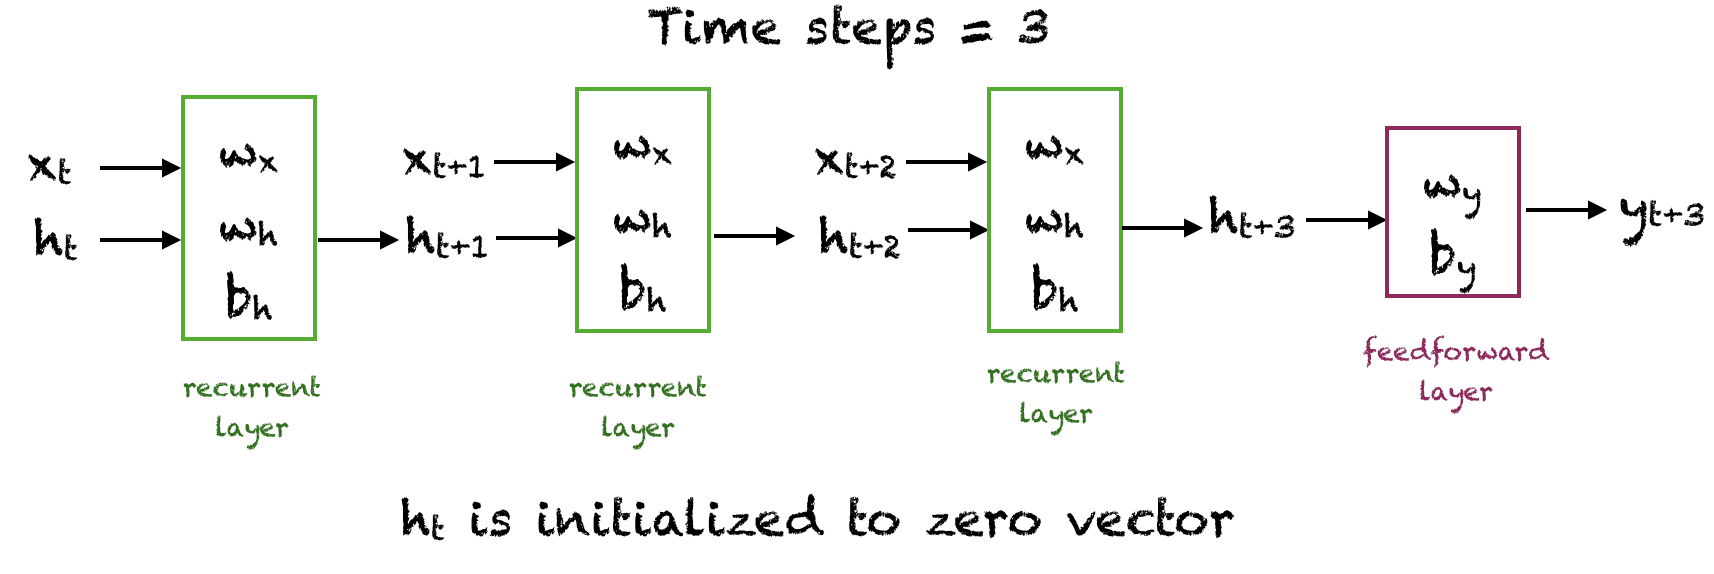 Time steps = 3
xt
ht
wx
wh
bh
recurrent
layer
xt+1
ht+1
wx
wh
bh
recurrent
layer
xt+2
ht+2
wx
wh
bh
recurrent
layer
ht+3
wy
by
feedforward
layer
yt+3
ht is initialized to zero vector